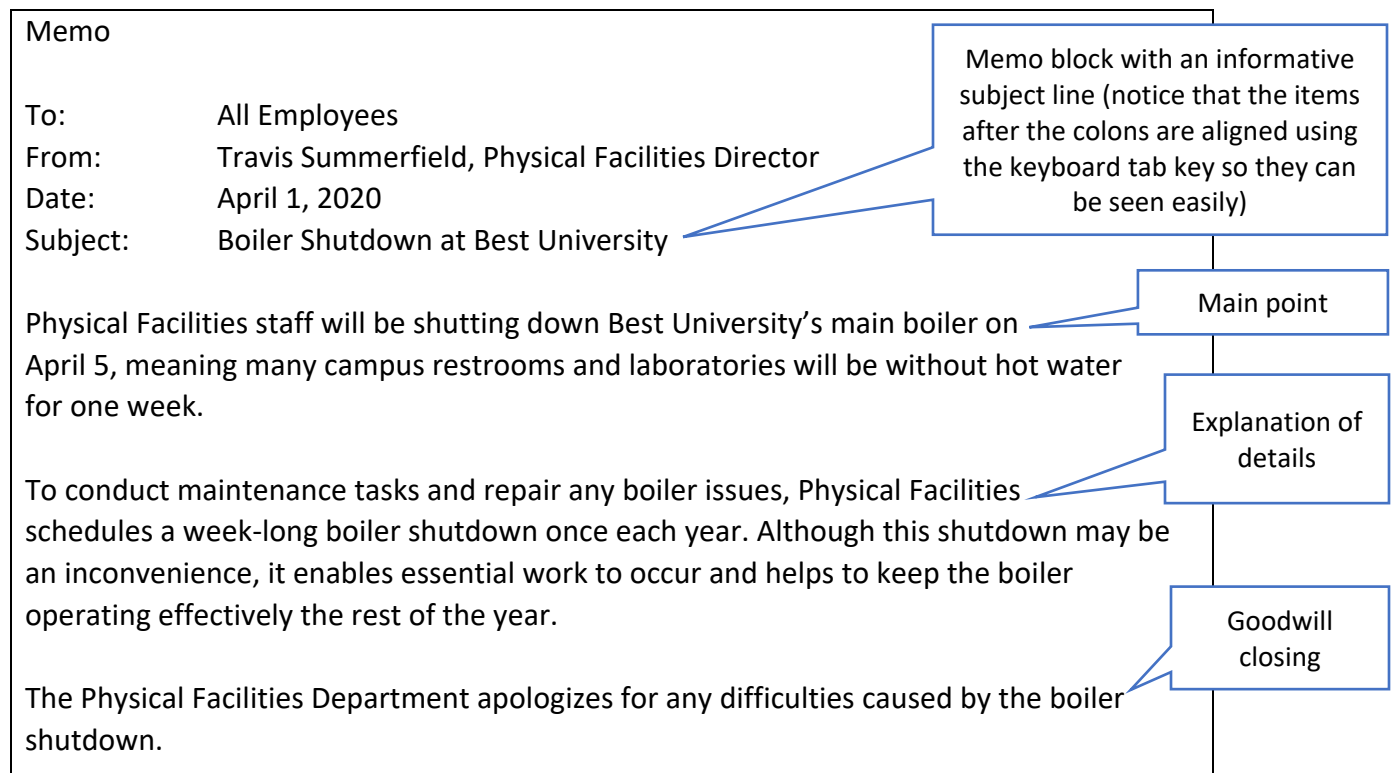 Memo
To: All Employees
From: Travis Summerfield, Physical Facilities Director
Date: April 1, 2020
Subject: Boiler Shutdown at Best University
Memo block with an informative
subject line (notice that the items
after the colons are aligned using
the keyboard tab key so they can
be seen easily)
Physical Facilities staff will be shutting down Best University’s main boiler on
April 5, meaning many campus restrooms and laboratories will be without hot water
for one week.
Main point
To conduct maintenance tasks and repair any boiler issues, Physical Facilities
schedules a week-long boiler shutdown once each year. Although this shutdown may be
an inconvenience, it enables essential work to occur and helps to keep the boiler
operating effectively the rest of the year.
Explanation of
details
The Physical Facilities Department apologizes for any difficulties caused by the boiler
shutdown.
Goodwill
closing